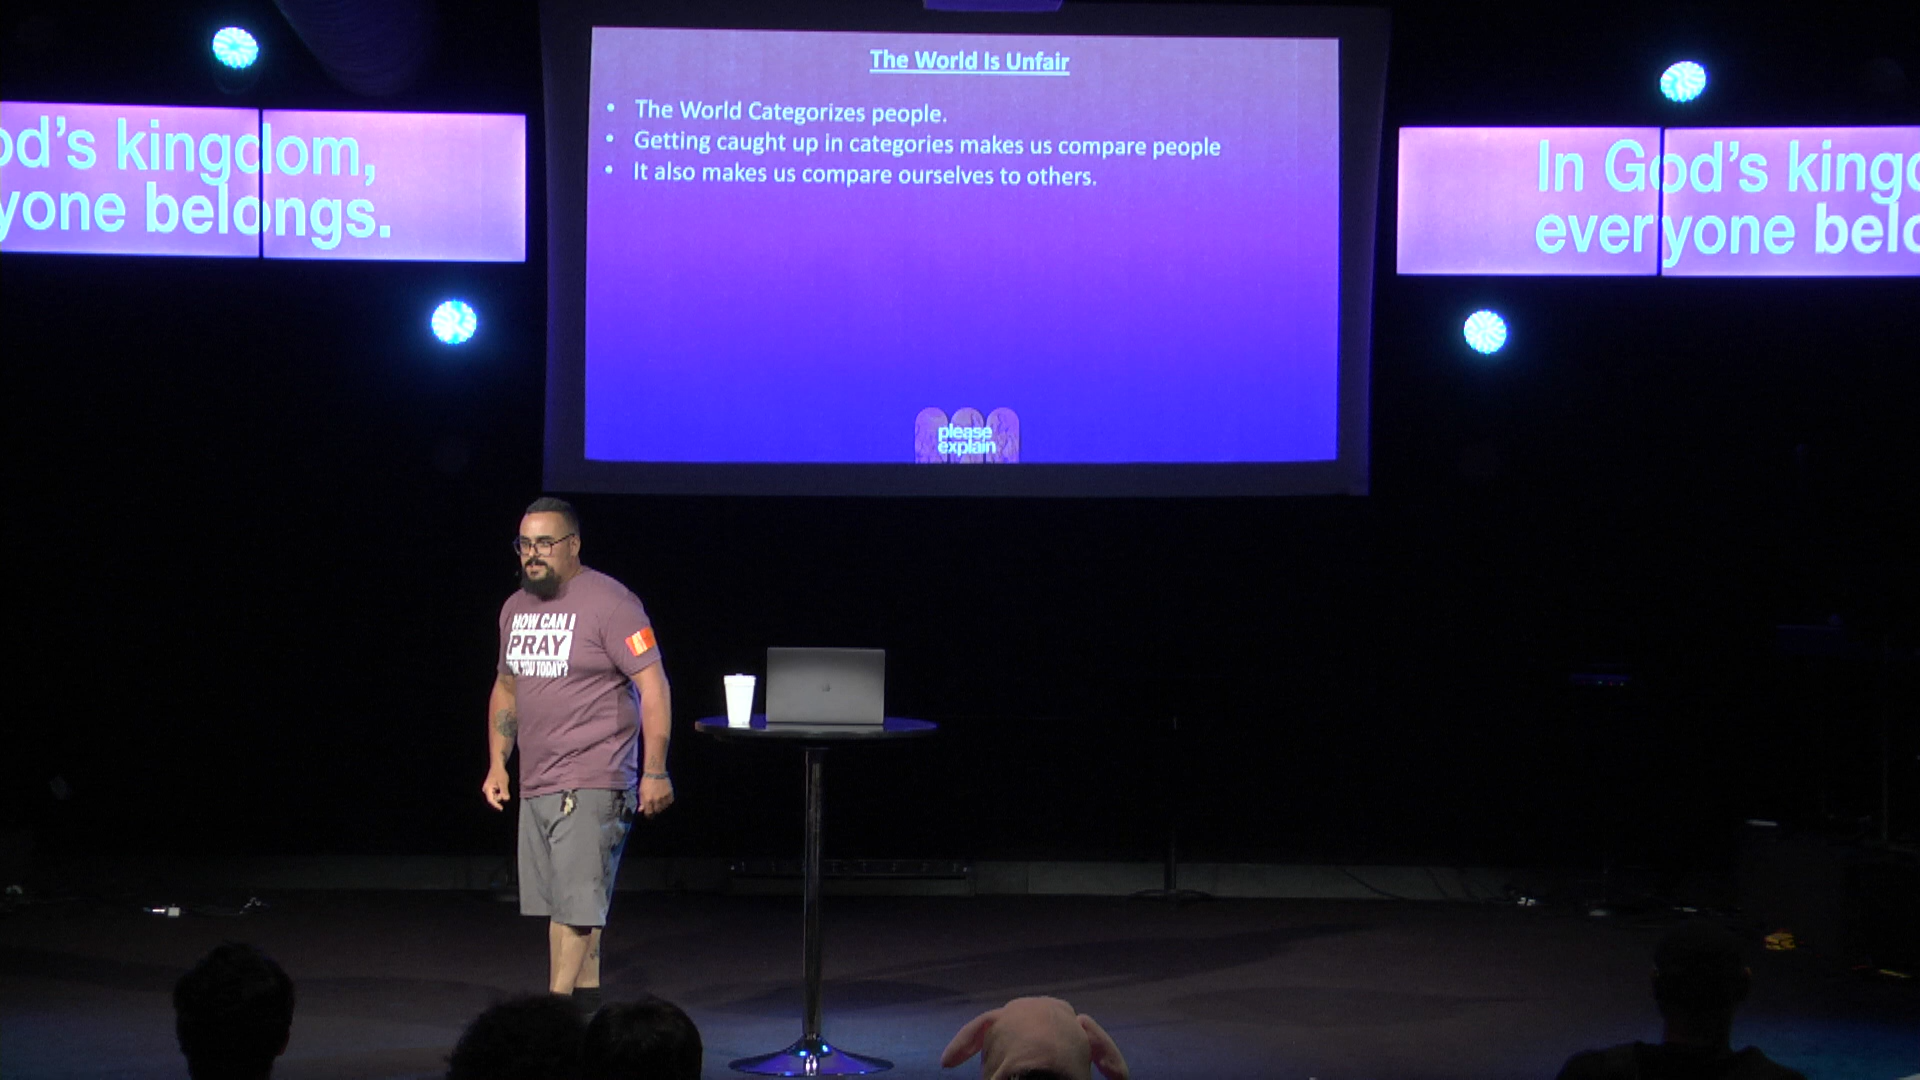 The World Is Unfair
• The World Categorizes people.
• Getting caught up in categories makes us compare people
• It also makes us compare ourselves to others.
please
explain
od's kingdom,
yone belongs.
In God's kingd
everyone belo
HOW CAN I
PRAY
FOR YOU TODAY?